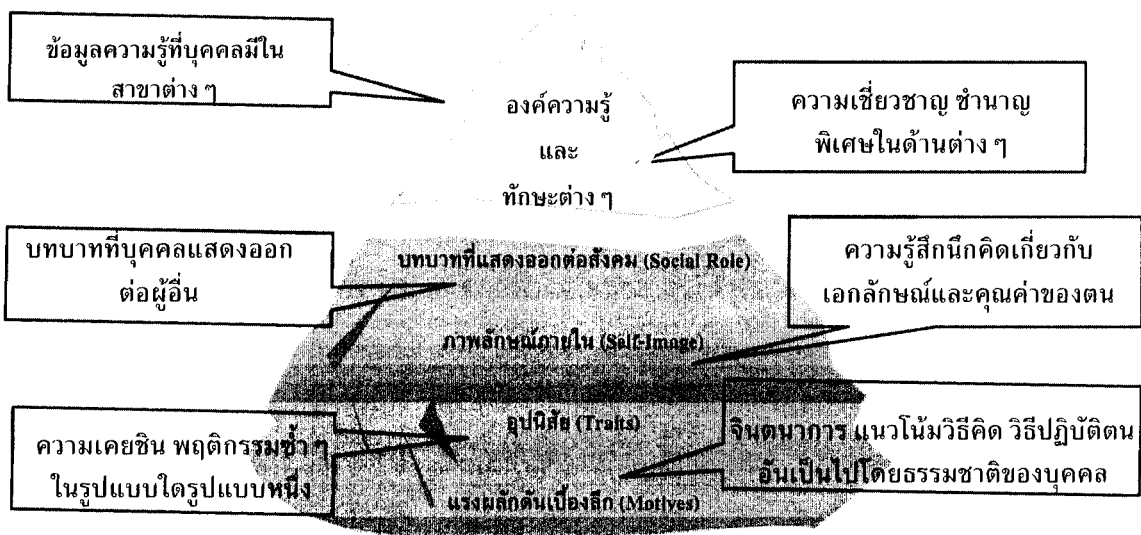 ข้อมูลความรู้ที่บุคคลมีใน
สาขาต่าง ๆ
องค์ความรู้
และ
ทักษะต่าง ๆ
ความเชี่ยวชาญ ชำนาญ
พิเศษในด้านต่าง ๆ
บทบาทที่บุคคลแสดงออก
ต่อผู้อื่น
บทบาทที่แสดงออกต่อสังคม (Social Role)
ความรู้สึกนึกคิดเกี่ยวกับ
เอกลักษณ์และคุณค่าของตน
ภาพลักษณ์ภายใน (Self-Image)
ความเคยชิน พฤติกรรมซ้ำ ๆ
ในรูปแบบใดรูปแบบหนึ่ง
อุปนิสัย (Traits)
จินตนาการ แนวโน้มวิธีคิด วิธีปฏิบัติตน
อันเป็นไปโดยธรรมชาติของบุคคล
แรงผลักดันเบื้องลึก (Motives)